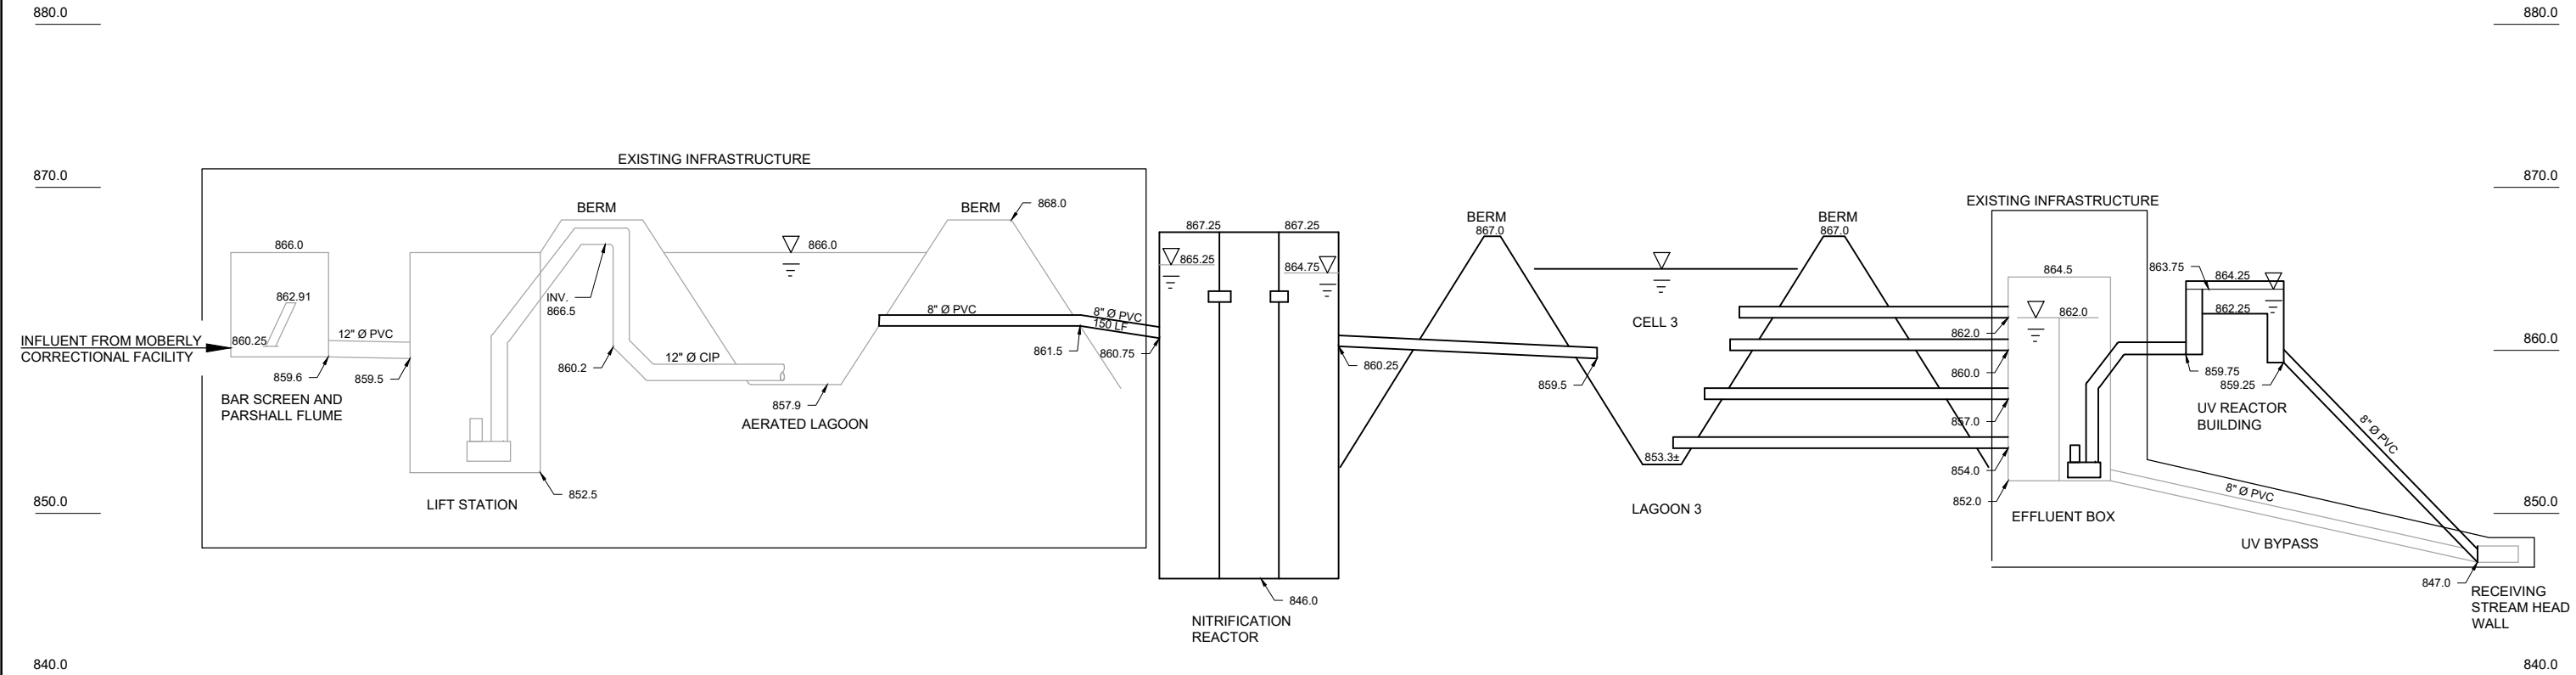 880.0
880.0
870.0
870.0
860.0
850.0
850.0
840.0
840.0
EXISTING INFRASTRUCTURE
INFLUENT FROM MOBERLY
CORRECTIONAL FACILITY
866.0
862.91
860.25
12" Ø PVC
859.6
859.5
BAR SCREEN AND
PARSHALL FLUME
BERM
INV.
866.5
860.2
12" Ø CIP
852.5
LIFT STATION
866.0
857.9
AERATED LAGOON
BERM
868.0
8" Ø PVC
8" Ø PVC
150 LF
861.5
860.75
867.25
867.25
865.25
864.75
860.25
846.0
NITRIFICATION
REACTOR
BERM
867.0
859.5
CELL 3
853.3±
LAGOON 3
BERM
867.0
862.0
860.0
857.0
854.0
852.0
EXISTING INFRASTRUCTURE
864.5
862.0
EFFLUENT BOX
863.75
864.25
862.25
859.75
859.25
UV REACTOR
BUILDING
8" Ø PVC
8" Ø PVC
UV BYPASS
847.0
RECEIVING
STREAM HEAD
WALL